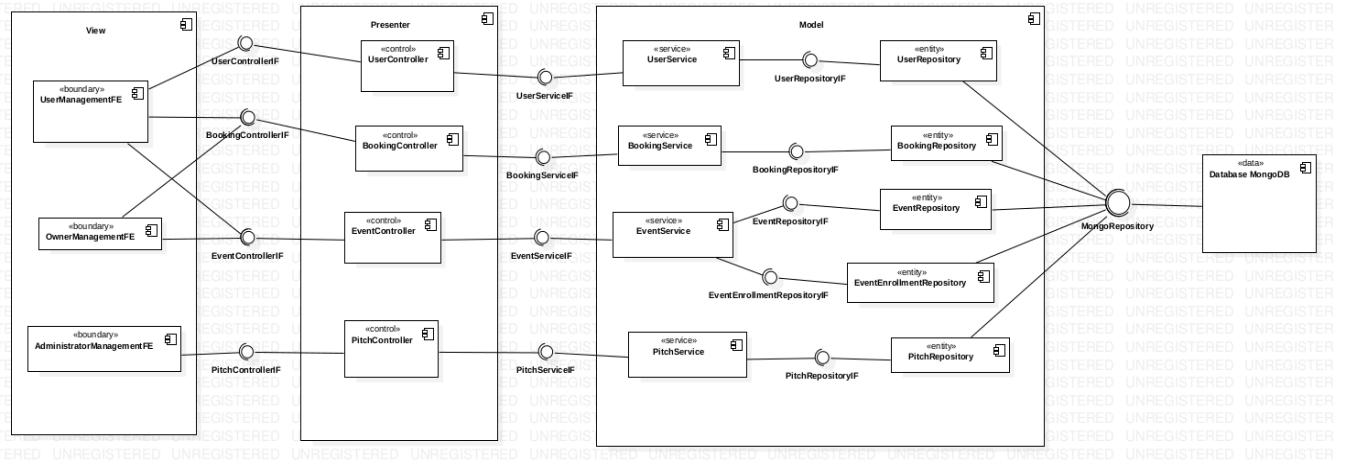 View
Presenter
Model
«boundary»
UserManagementFE
«boundary»
OwnerManagementFE
«boundary»
AdministratorManagementFE
UserControllerIF
BookingControllerIF
EventControllerIF
PitchControllerIF
«control»
UserController
«control»
BookingController
«control»
EventController
«control»
PitchController
UserServiceIF
BookingServiceIF
EventServiceIF
PitchServiceIF
«service»
UserService
«service»
BookingService
«service»
EventService
«service»
PitchService
UserRepositoryIF
BookingRepositoryIF
EventRepositoryIF
EventEnrollmentRepositoryIF
PitchRepositoryIF
«entity»
UserRepository
«entity»
BookingRepository
«entity»
EventRepository
«entity»
EventEnrollmentRepository
«entity»
PitchRepository
MongoRepository
«data»
Database MongoDB
UNREGISTERED